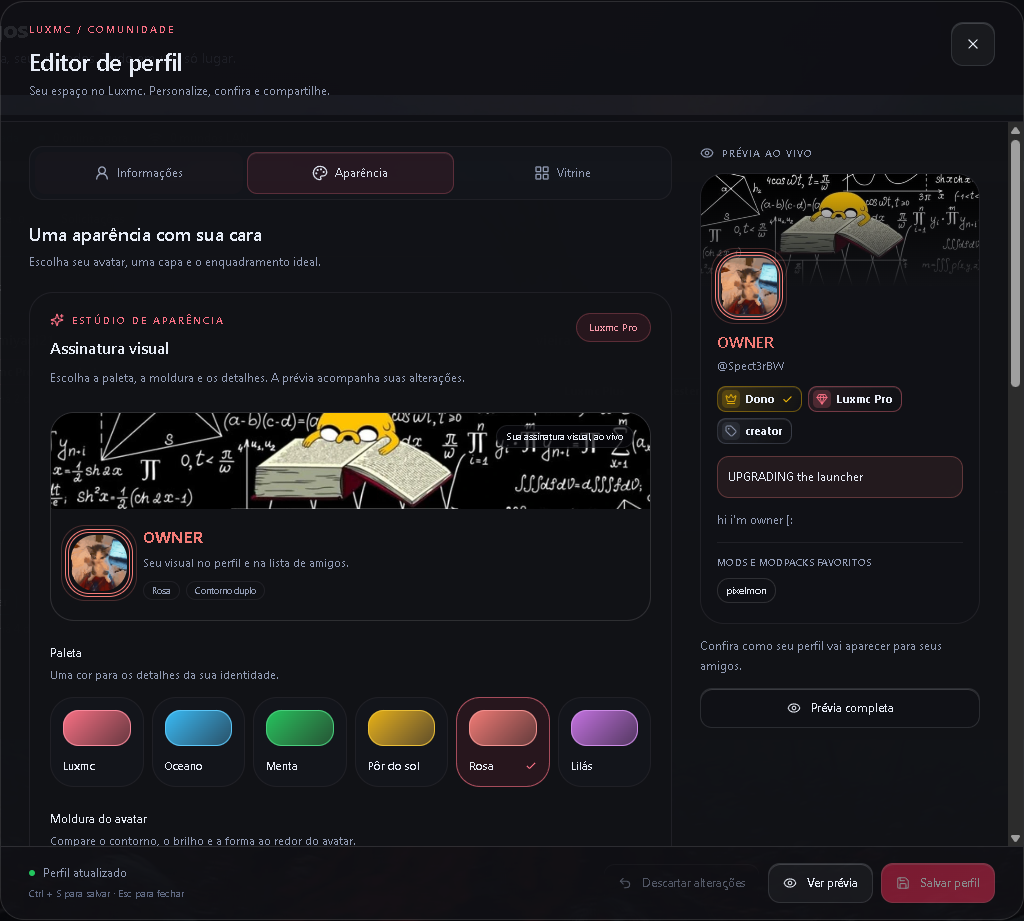 LUXMC / COMUNIDADE
Editor de perfil
Seu espaço no Luxmc. Personalize, confira e compartilhe.
Informações
Aparência
Vitrine
Uma aparência com sua cara
Escolha seu avatar, uma capa e o enquadramento ideal.
ESTÚDIO DE APARÊNCIA
Luxmc Pro
Assinatura visual
Escolha a paleta, a moldura e os detalhes. A prévia acompanha suas alterações.
Sua assinatura visual, ao vivo
OWNER
Seu visual no perfil e na lista de amigos.
Rosa
Contorno duplo
Paleta
Uma cor para os detalhes da sua identidade.
Luxmc
Oceano
Menta
Pôr do sol
Rosa
Lilás
Moldura do avatar
Compare o contorno, o brilho e a forma ao redor do avatar.
PRÉVIA AO VIVO
OWNER
@Spect3rBW
Dono
Luxmc Pro
creator
UPGRADING the launcher
hi i'm owner [:
MODS E MODPACKS FAVORITOS
pixelmon
Confira como seu perfil vai aparecer para seus
amigos.
Prévia completa
Perfil atualizado
Ctrl + S para salvar · Esc para fechar
Descartar alterações
Ver prévia
Salvar perfil